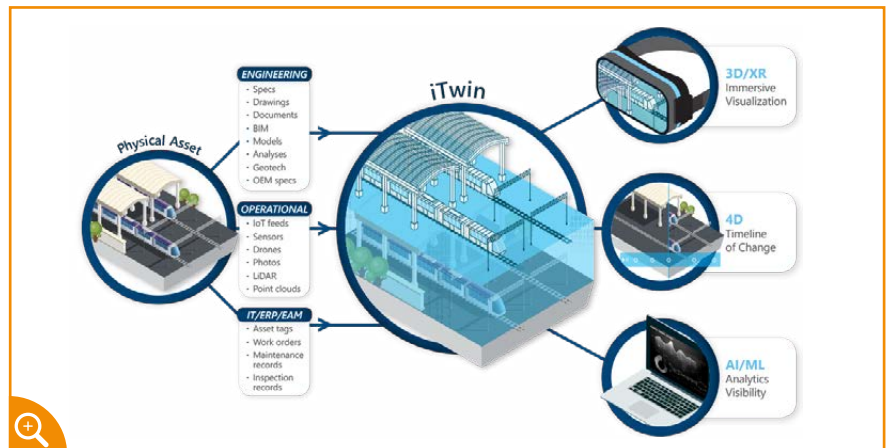 Physical Asset
ENGINEERING
- Specs
- Drawings
- Documents
- BIM
- Models
- Analyses
- Geotech
- OEM specs
OPERATIONAL
- IoT feeds
- Sensors
- Drones
- Photos
- LiDAR
- Point clouds
IT/ERP/EAM
- Asset tags
- Work orders
- Maintenance
records
- Inspection
records
iTwin
3D/XR
Immersive
Visualization
4D
Timeline
of Change
AI/ML
Analytics
Visibility